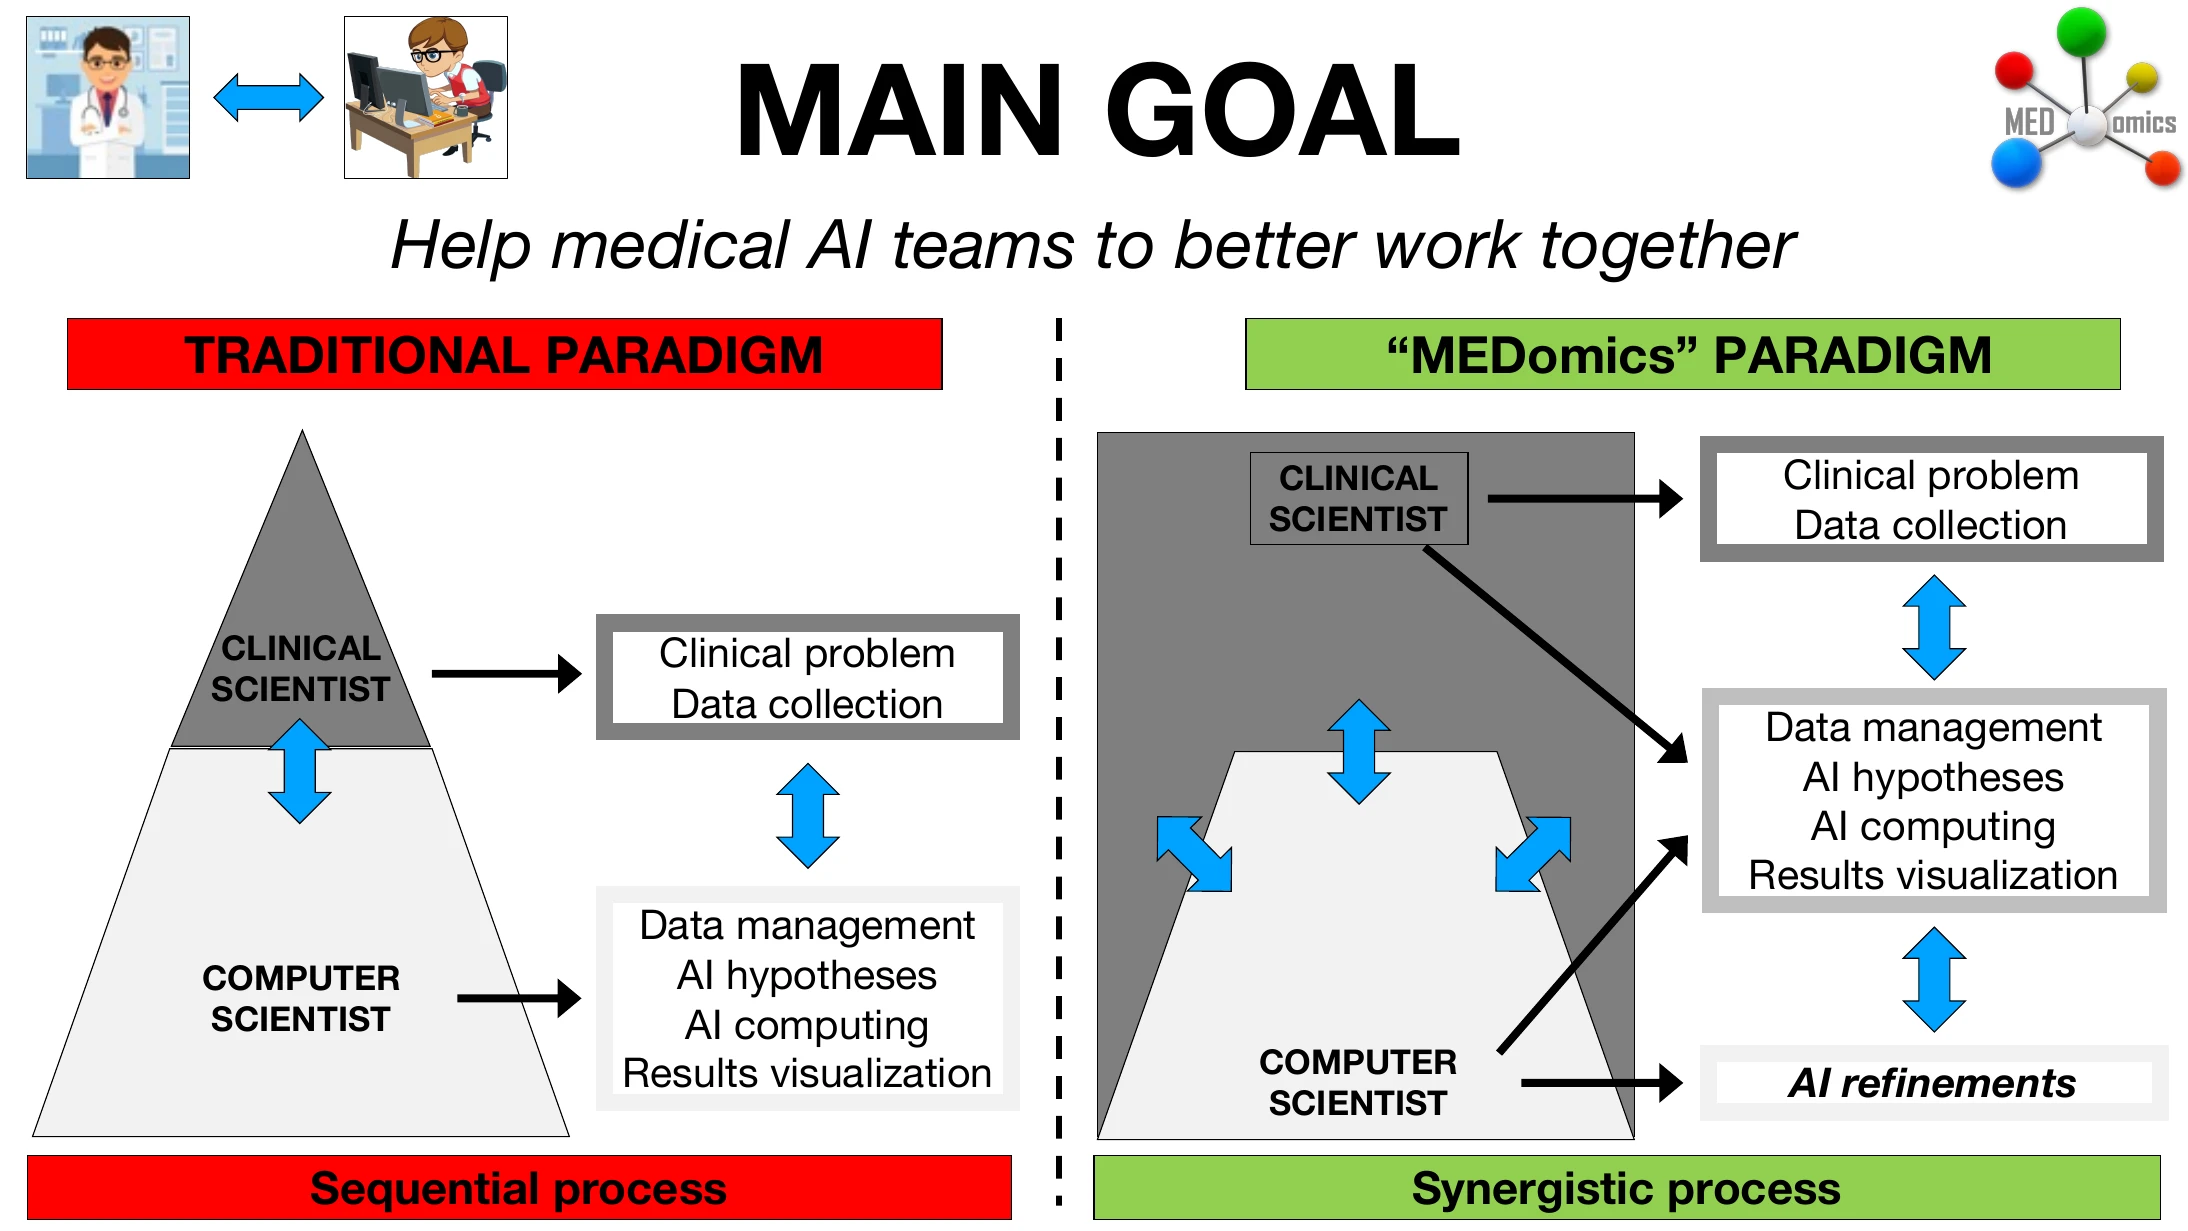 MAIN GOAL
MED omics
Help medical AI teams to better work together
TRADITIONAL PARADIGM
CLINICAL
SCIENTIST
Clinical problem
Data collection
COMPUTER
SCIENTIST
Data management
AI hypotheses
AI computing
Results visualization
Sequential process
“MEDomics” PARADIGM
CLINICAL
SCIENTIST
Clinical problem
Data collection
Data management
AI hypotheses
AI computing
Results visualization
COMPUTER
SCIENTIST
AI refinements
Synergistic process